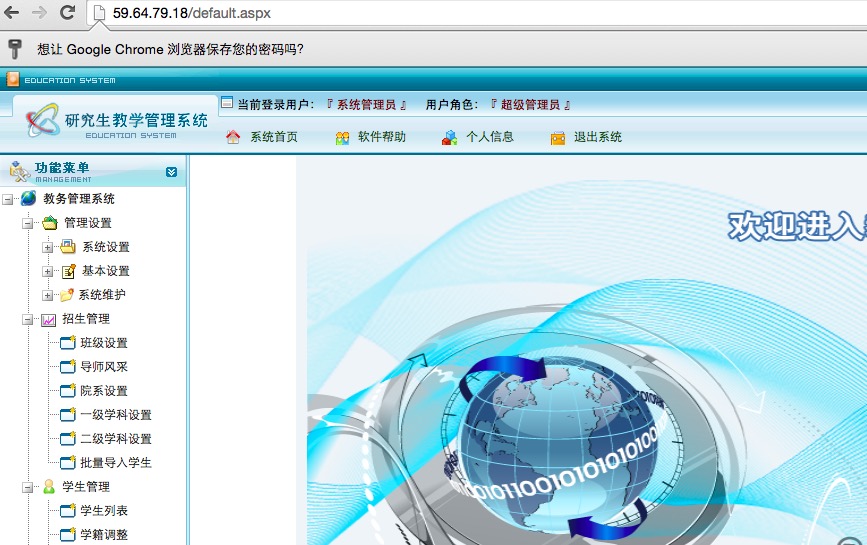 59.64.79.18/default.aspx
想让 Google Chrome 浏览器保存您的密码吗?
EDUCATION SYSTEM
研究生教学管理系统
EDUCATION SYSTEM
当前登录用户: 『 系统管理员 』 用户角色: 『 超级管理员 』
系统首页 软件帮助 个人信息 退出系统
功能菜单
MANAGEMENT
教务管理系统
管理设置
系统设置
基本设置
系统维护
招生管理
班级设置
导师风采
院系设置
一级学科设置
二级学科设置
批量导入学生
学生管理
学生列表
学籍调整
欢迎进入